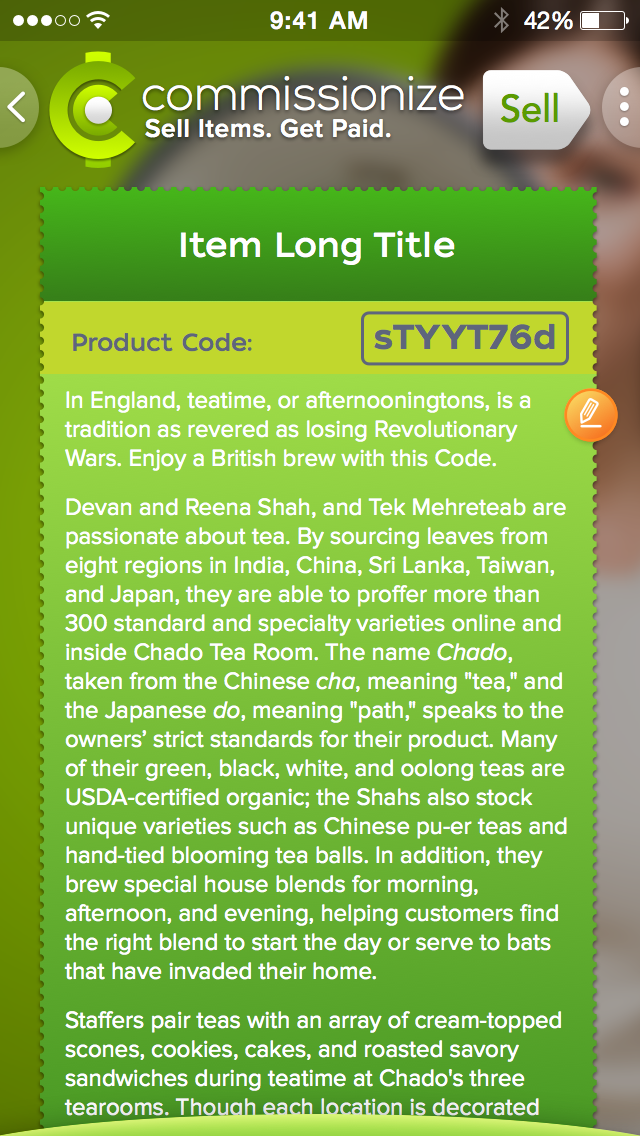 9:41 AM
42%
commissionize
Sell Items. Get Paid.
Sell
Item Long Title
Product Code:
sTYYT76d
In England, teatime, or afternooningtons, is a
tradition as revered as losing Revolutionary
Wars. Enjoy a British brew with this Code.
Devan and Reena Shah, and Tek Mehreteab are
passionate about tea. By sourcing leaves from
eight regions in India, China, Sri Lanka, Taiwan,
and Japan, they are able to proffer more than
300 standard and specialty varieties online and
inside Chado Tea Room. The name Chado,
taken from the Chinese cha, meaning "tea," and
the Japanese do, meaning "path," speaks to the
owners’ strict standards for their product. Many
of their green, black, white, and oolong teas are
USDA-certified organic; the Shahs also stock
unique varieties such as Chinese pu-er teas and
hand-tied blooming tea balls. In addition, they
brew special house blends for morning,
afternoon, and evening, helping customers find
the right blend to start the day or serve to bats
that have invaded their home.
Staffers pair teas with an array of cream-topped
scones, cookies, cakes, and roasted savory
sandwiches during teatime at Chado's three
tearooms. Though each location is decorated